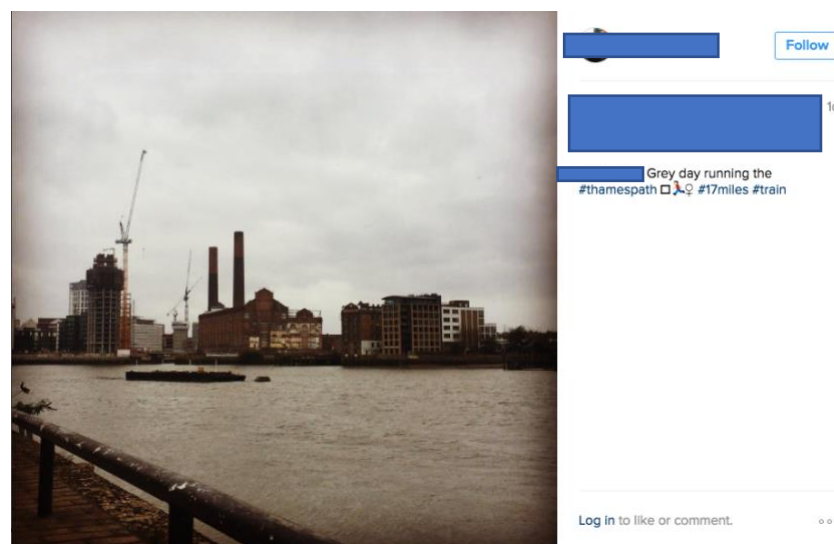 Follow
Grey day running the
#thamespath □🏃‍♀️ #17miles #train
Log in to like or comment.